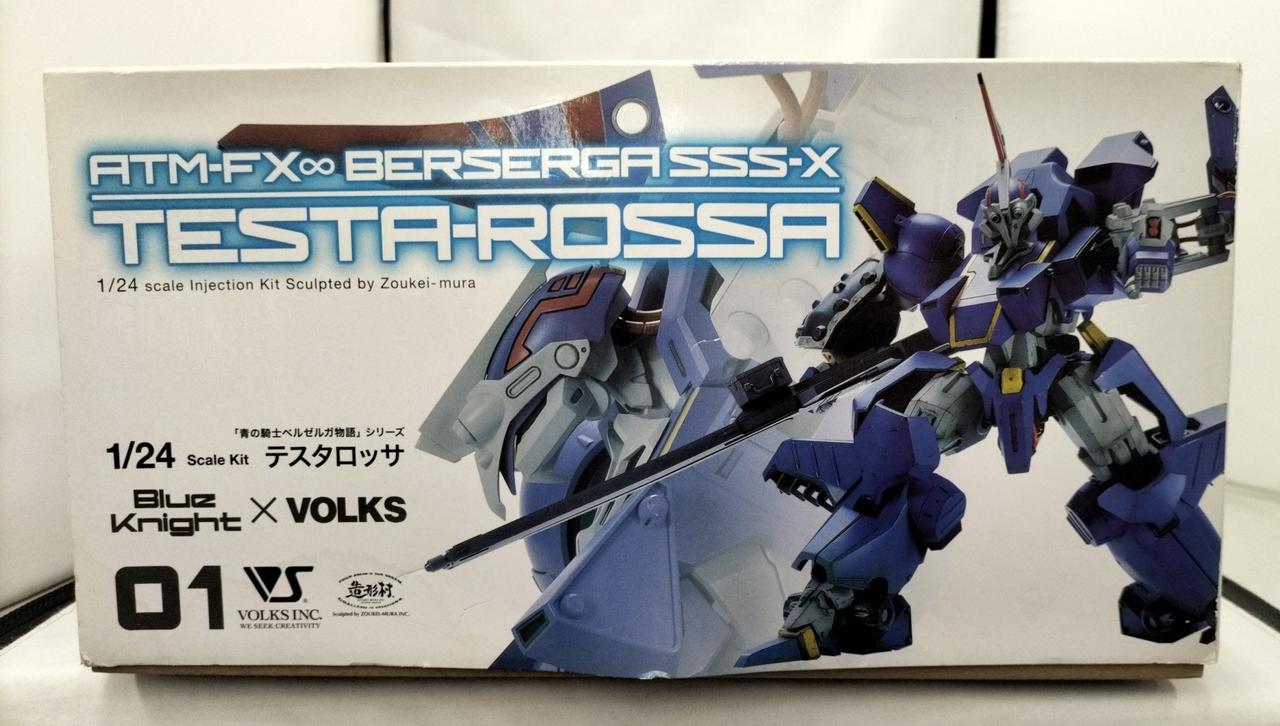 ATM-FX∞ BERSERGA SSS-X
TESTA-ROSSA
1/24 scale Injection Kit Sculpted by Zoukei-mura
「青の騎士ベルゼルガ物語」シリーズ
1/24 Scale Kit テスタロッサ
Blue Knight × VOLKS
01
VS
VOLKS INC.
WE SEEK CREATIVITY
造形村
Sculpted by ZOUKEI-MURA INC.